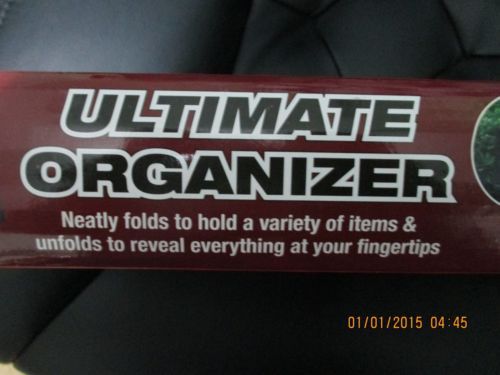 ULTIMATE
ORGANIZER
Neatly folds to hold a variety of items &
unfolds to reveal everything at your fingertips
01/01/2015 04:45